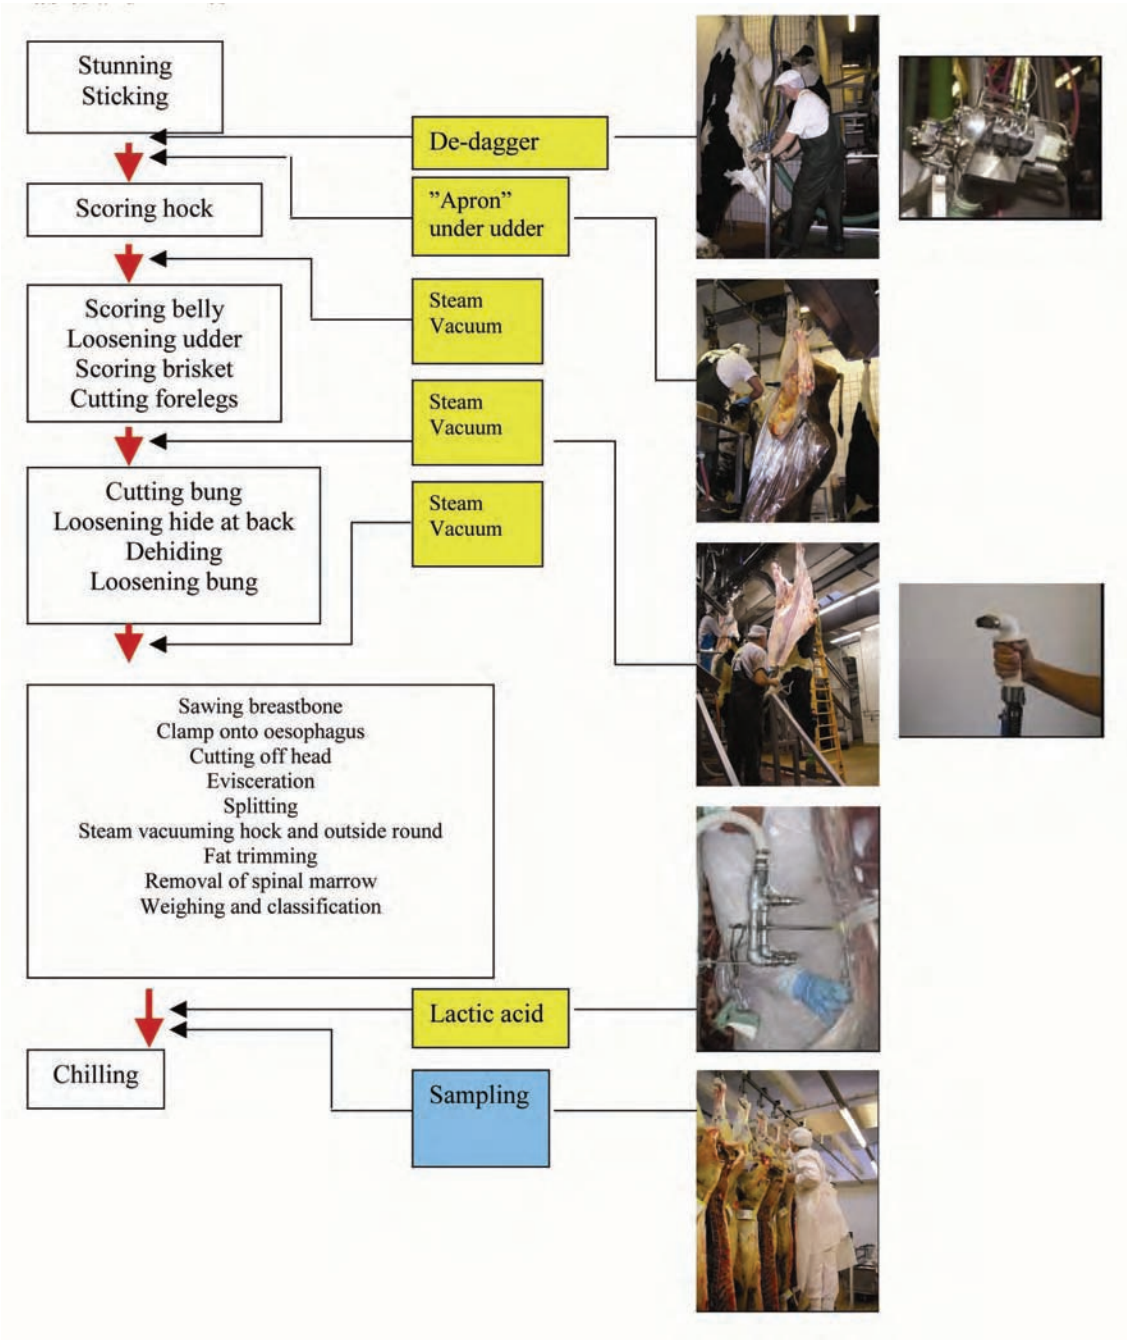 Stunning
Sticking
De-dagger
Scoring hock
”Apron”
under udder
Scoring belly
Loosening udder
Scoring brisket
Cutting forelegs
Steam
Vacuum
Steam
Vacuum
Cutting bung
Loosening hide at back
Dehiding
Loosening bung
Steam
Vacuum
Sawing breastbone
Clamp onto oesophagus
Cutting off head
Evisceration
Splitting
Steam vacuuming hock and outside round
Fat trimming
Removal of spinal marrow
Weighing and classification
Lactic acid
Chilling
Sampling